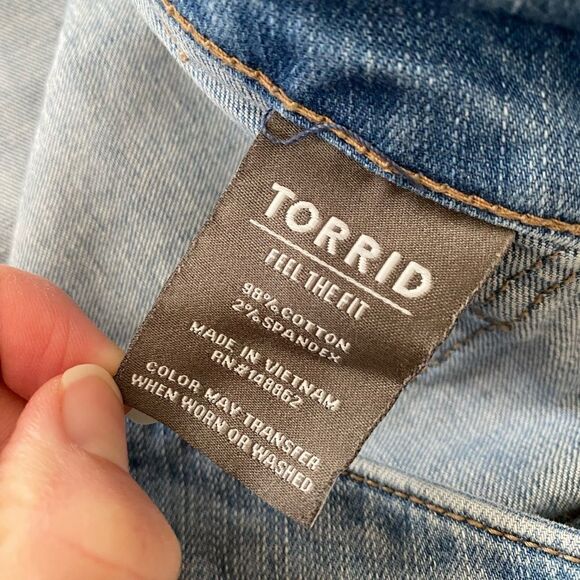 TORRID
FEEL THE FIT
98% COTTON
2% SPANDEX
MADE IN VIETNAM
RN#148662
COLOR MAY TRANSFER
WHEN WORN OR WASHED